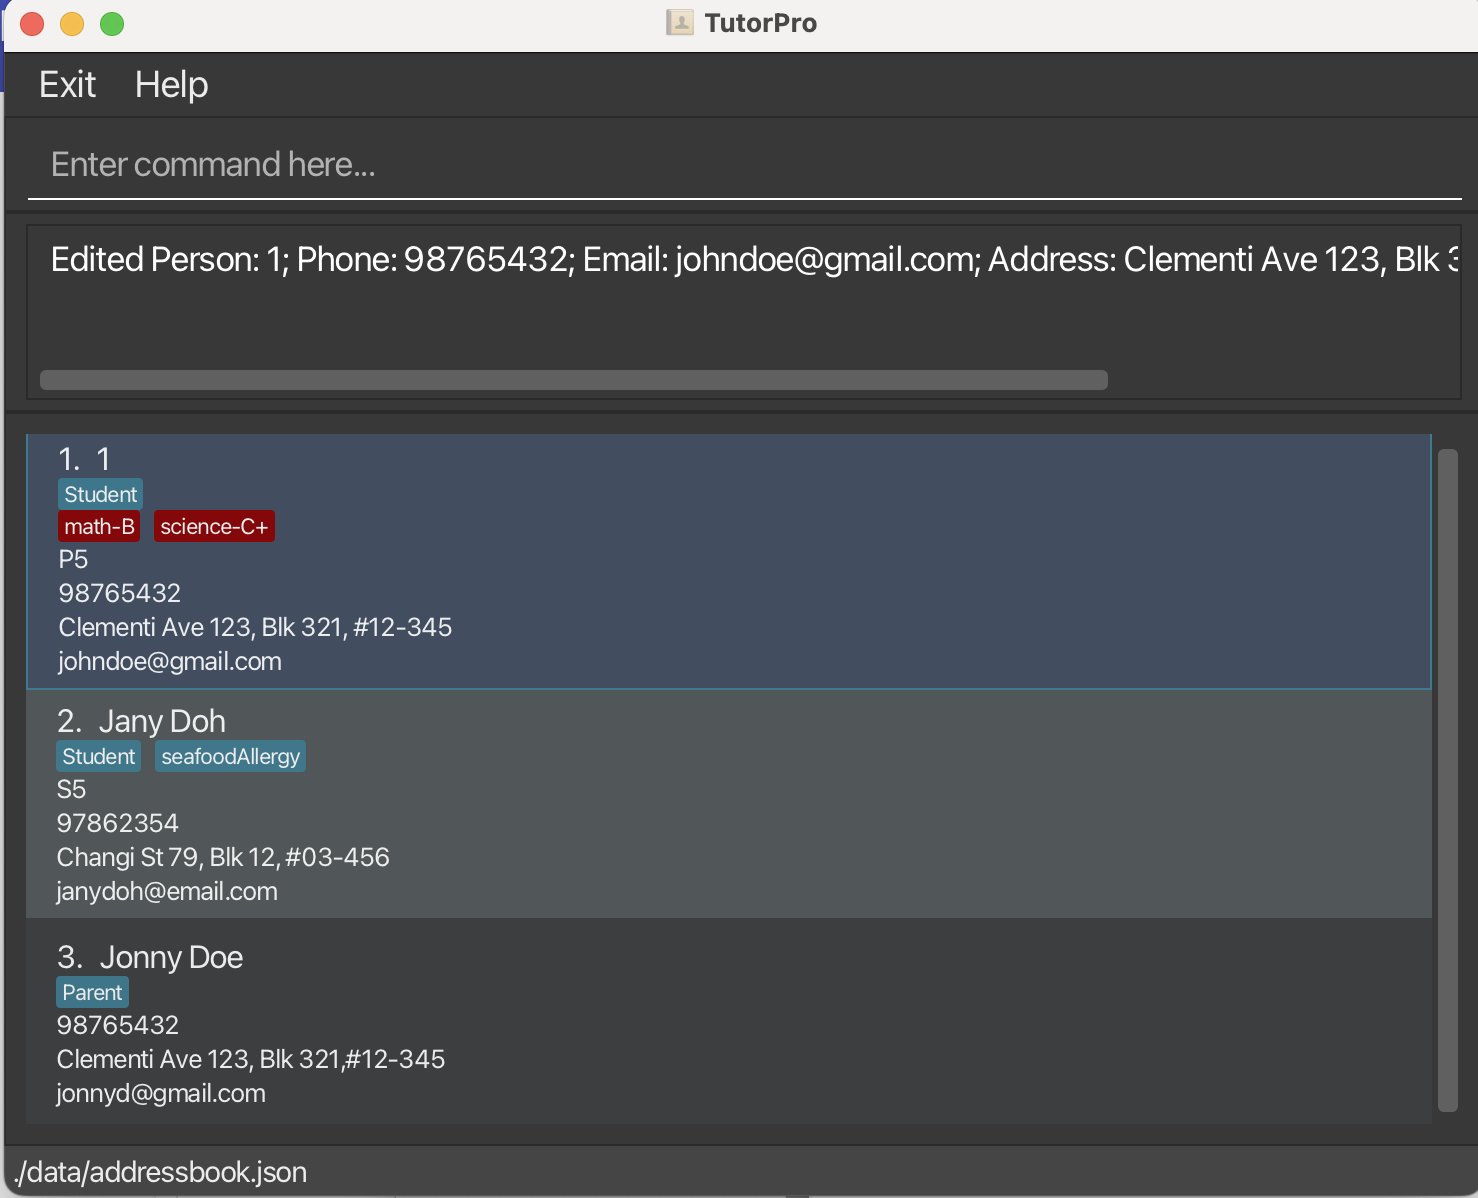 TutorPro
Exit Help
Enter command here...
Edited Person: 1; Phone: 98765432; Email: johndoe@gmail.com; Address: Clementi Ave 123, Blk
1. 1
Student
math-B science-C+
P5
98765432
Clementi Ave 123, Blk 321, #12-345
johndoe@gmail.com
2. Jany Doh
Student seafoodAllergy
S5
97862354
Changi St 79, Blk 12, #03-456
janydoh@email.com
3. Jonny Doe
Parent
98765432
Clementi Ave 123, Blk 321,#12-345
jonnyd@gmail.com
./data/addressbook.json